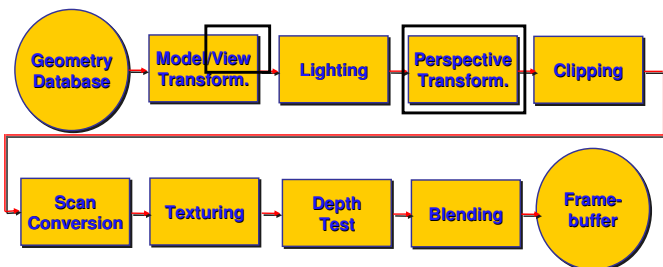 Geometry
Database
Model/View
Transform.
Lighting
Perspective
Transform.
Clipping
Scan
Conversion
Texturing
Depth
Test
Blending
Frame-
buffer